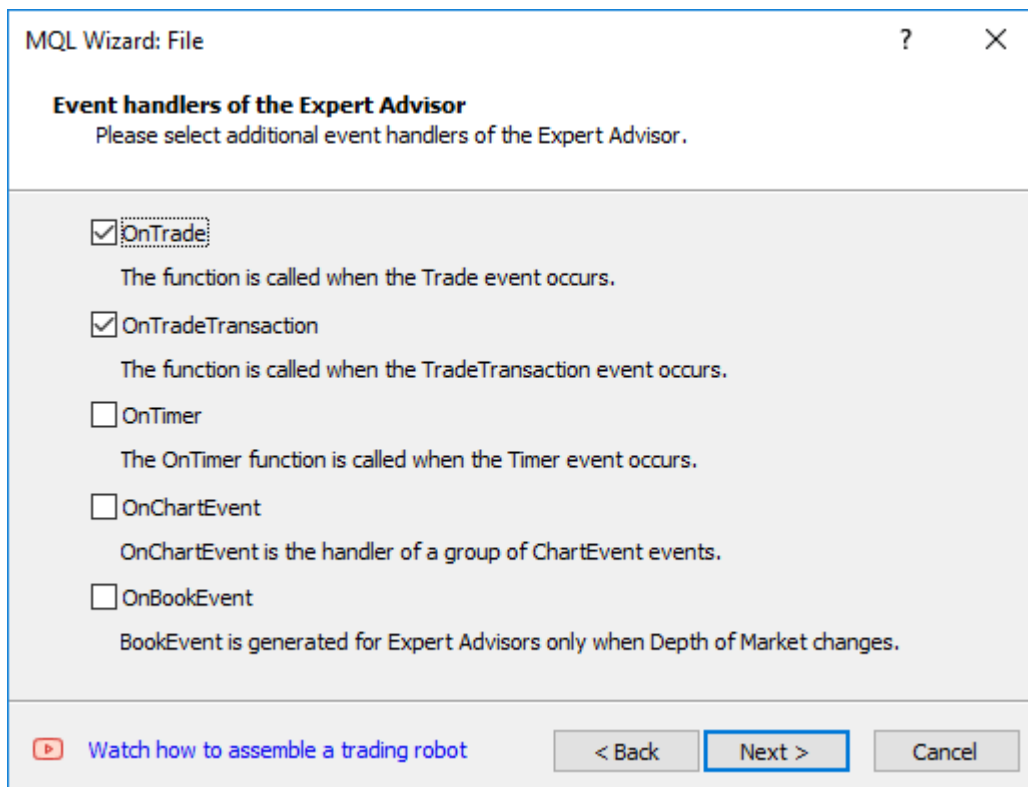 MQL Wizard: File
?
Event handlers of the Expert Advisor
Please select additional event handlers of the Expert Advisor.
OnTrade
The function is called when the Trade event occurs.
OnTradeTransaction
The function is called when the TradeTransaction event occurs.
OnTimer
The OnTimer function is called when the Timer event occurs.
OnChartEvent
OnChartEvent is the handler of a group of ChartEvent events.
OnBookEvent
BookEvent is generated for Expert Advisors only when Depth of Market changes.
Watch how to assemble a trading robot
< Back
Next >
Cancel